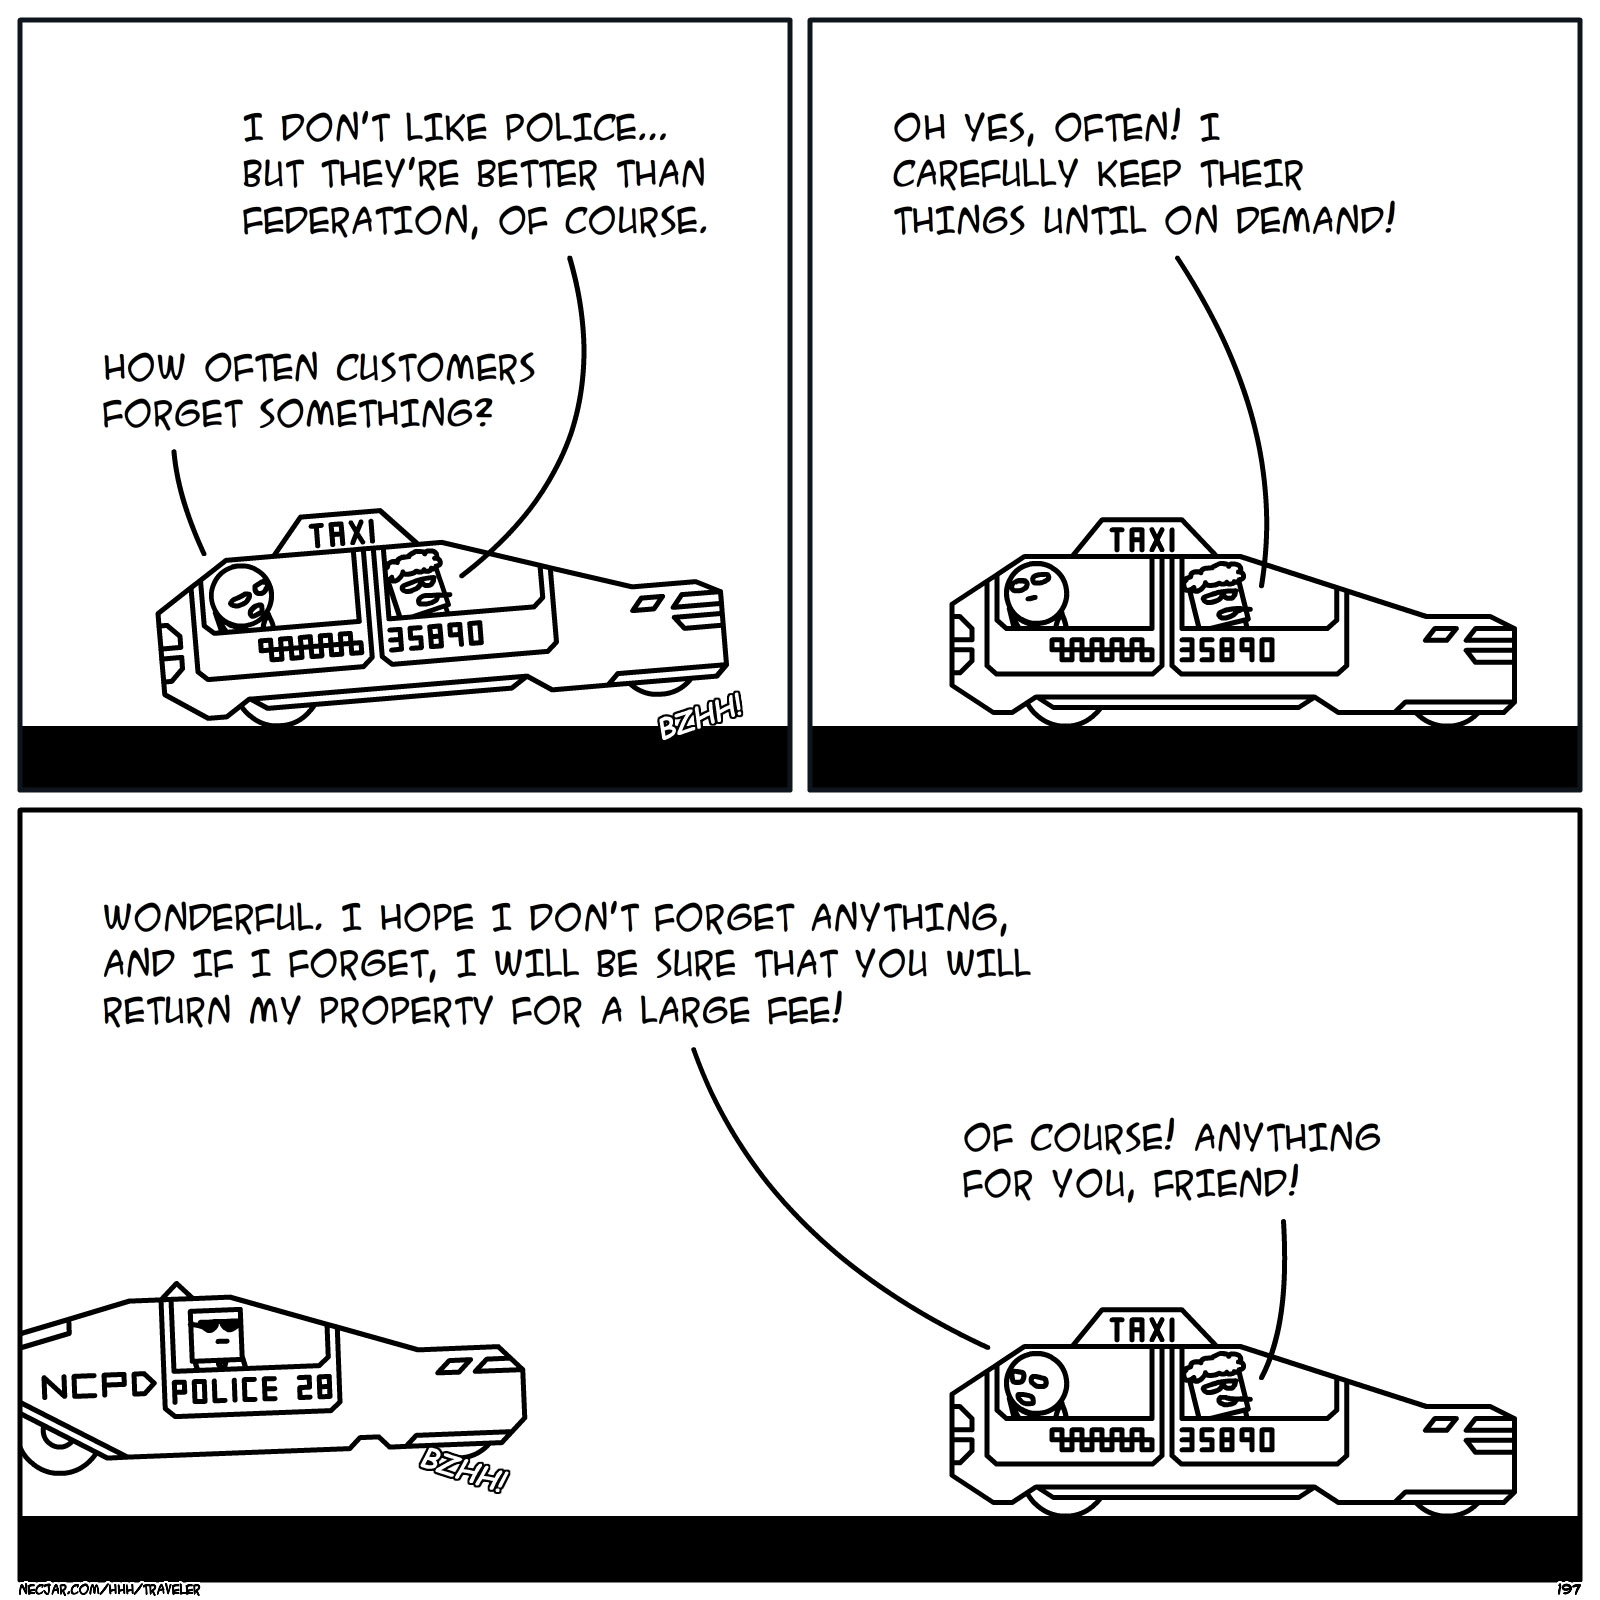 I DON'T LIKE POLICE...
BUT THEY'RE BETTER THAN
FEDERATION, OF COURSE.
HOW OFTEN CUSTOMERS
FORGET SOMETHING?
TAXI
35890
BZHH!
OH YES, OFTEN! I
CAREFULLY KEEP THEIR
THINGS UNTIL ON DEMAND!
TAXI
35890
WONDERFUL. I HOPE I DON'T FORGET ANYTHING,
AND IF I FORGET, I WILL BE SURE THAT YOU WILL
RETURN MY PROPERTY FOR A LARGE FEE!
OF COURSE! ANYTHING
FOR YOU, FRIEND!
NCPD
POLICE 28
BZHH!
TAXI
35890
NECJAR.COM/HHH/TRAVELER
197